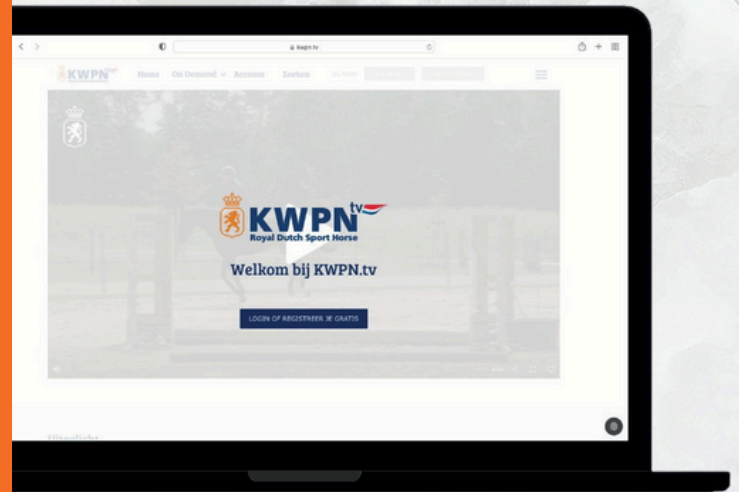 kwpn.tv
KWPN
Home On Demand Account Zoeken
KWPN tv
Royal Dutch Sport Horse
Welkom bij KWPN.tv
LOGIN OF REGISTREER JE GRATIS
Uitgelicht